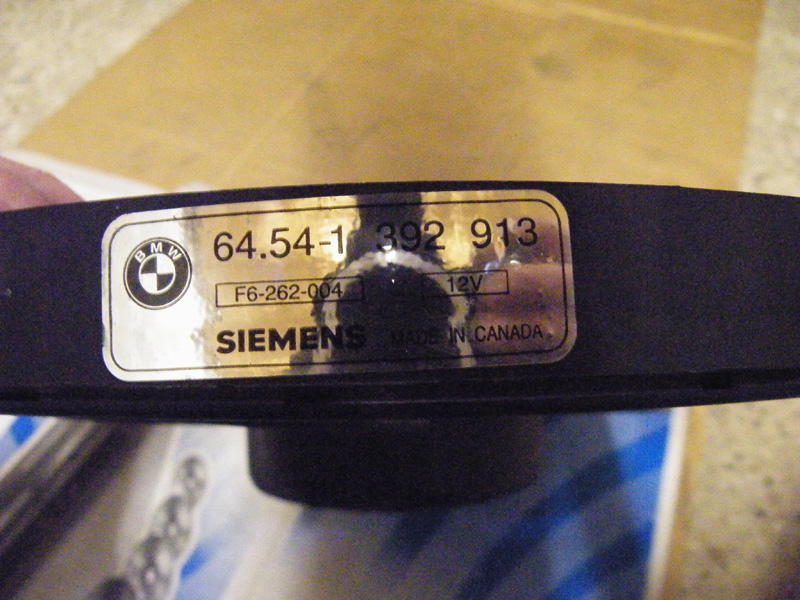 BMW
64.54-1 392 913
F6-262-004 12V
SIEMENS MADE IN CANADA